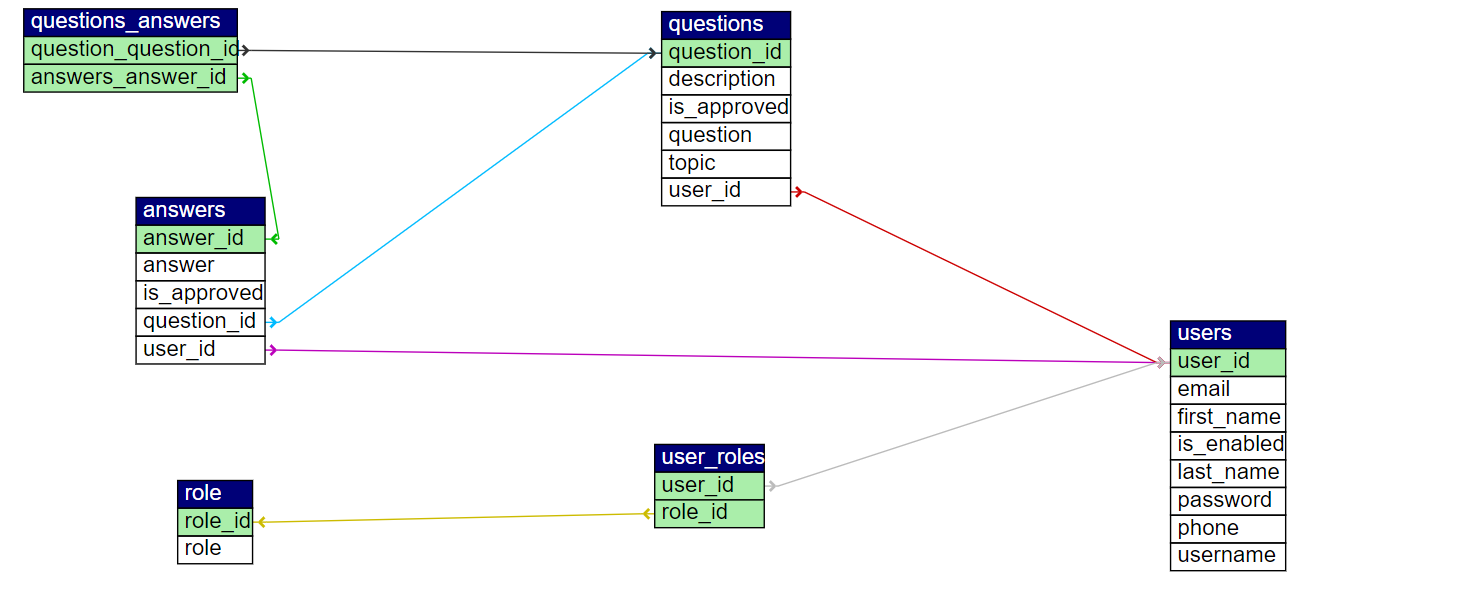 questions_answers
question_question_id
answers_answer_id
questions
question_id
description
is_approved
question
topic
user_id
answers
answer_id
answer
is_approved
question_id
user_id
users
user_id
email
first_name
is_enabled
last_name
password
phone
username
user_roles
user_id
role_id
role
role_id
role